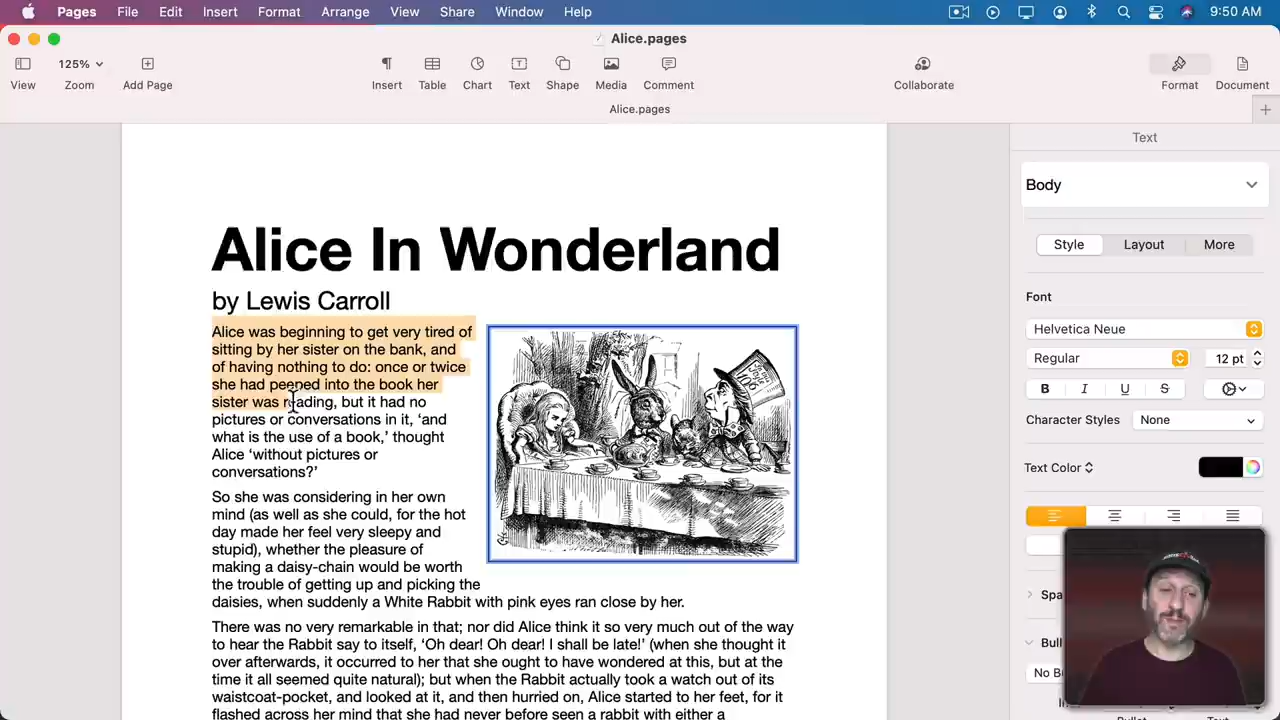 Pages File Edit Insert Format Arrange View Share Window Help 9:50 AM
Alice.pages
125%
View Zoom Add Page Insert Table Chart Text Shape Media Comment Collaborate Format Document
Alice.pages
Text
Body
Style Layout More
Font
Helvetica Neue
Regular 12 pt
B I U S
Character Styles None
Text Color
Alice In Wonderland
by Lewis Carroll
Alice was beginning to get very tired of
sitting by her sister on the bank, and
of having nothing to do: once or twice
she had peeped into the book her
sister was reading, but it had no
pictures or conversations in it, ‘and
what is the use of a book,’ thought
Alice ‘without pictures or
conversations?’
So she was considering in her own
mind (as well as she could, for the hot
day made her feel very sleepy and
stupid), whether the pleasure of
making a daisy-chain would be worth
the trouble of getting up and picking the
daisies, when suddenly a White Rabbit with pink eyes ran close by her.
There was no very remarkable in that; nor did Alice think it so very much out of the way
to hear the Rabbit say to itself, ‘Oh dear! Oh dear! I shall be late!’ (when she thought it
over afterwards, it occurred to her that she ought to have wondered at this, but at the
time it all seemed quite natural); but when the Rabbit actually took a watch out of its
waistcoat-pocket, and looked at it, and then hurried on, Alice started to her feet, for it
flashed across her mind that she had never before seen a rabbit with either a
Spa
Bull
No Bu